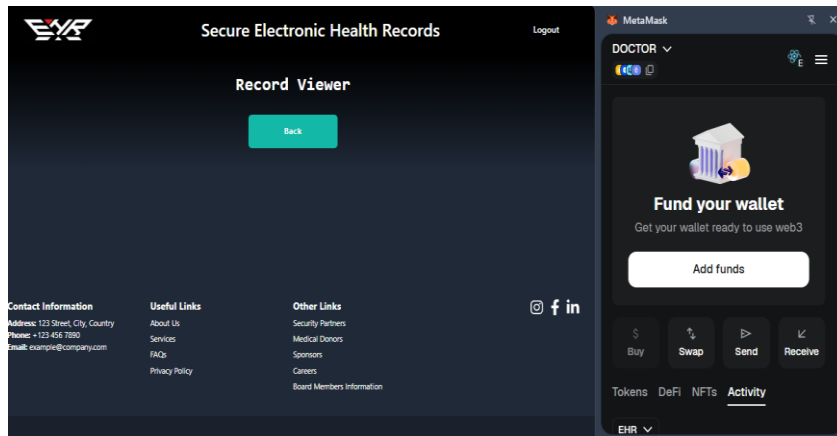 EYR
Secure Electronic Health Records
Logout
Record Viewer
Back
Contact Information
Address: 123 Street, City, Country
Phone: +123 456 7890
Email: example@company.com
Useful Links
About Us
Services
FAQs
Privacy Policy
Other Links
Security Partners
Medical Donors
Sponsors
Careers
Board Members Information
MetaMask
DOCTOR
E
Fund your wallet
Get your wallet ready to use web3
Add funds
Buy
Swap
Send
Receive
Tokens DeFi NFTs Activity
EHR